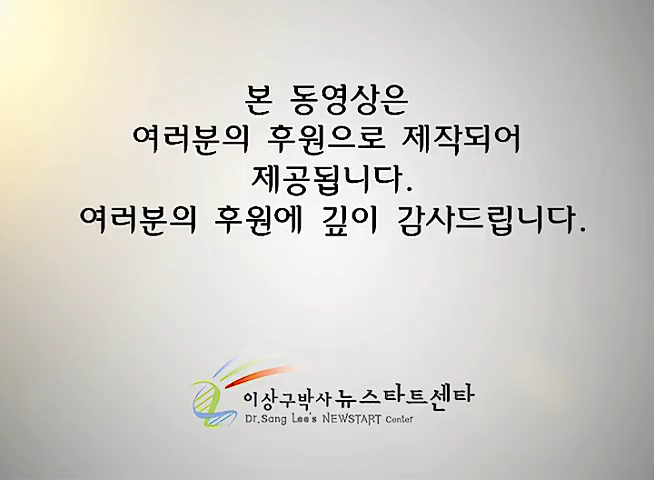 본 동영상은
여러분의 후원으로 제작되어
제공됩니다.
여러분의 후원에 깊이 감사드립니다.
이상구박사뉴스타트센타
Dr.Sang Lee's NEWSTART Center